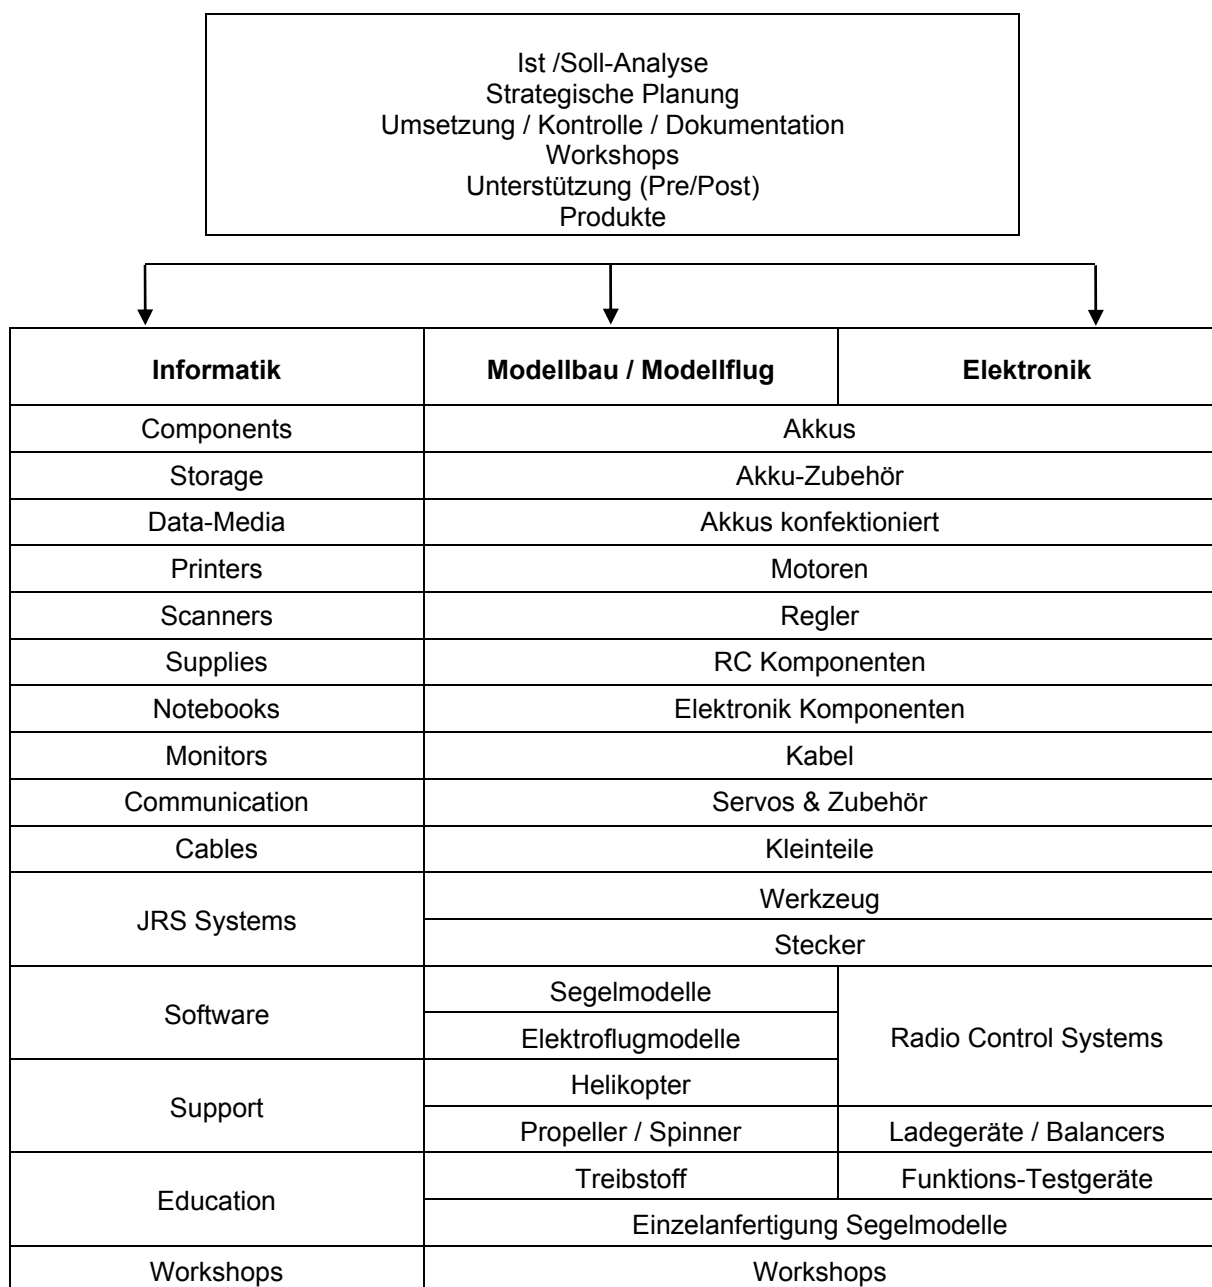 Ist /Soll-Analyse
Strategische Planung
Umsetzung / Kontrolle / Dokumentation
Workshops
Unterstützung (Pre/Post)
Produkte
Informatik Modellbau / Modellflug Elektronik
Components Akkus
Storage Akku-Zubehör
Data-Media Akkus konfektioniert
Printers Motoren
Scanners Regler
Supplies RC Komponenten
Notebooks Elektronik Komponenten
Monitors Kabel
Communication Servos & Zubehör
Cables Kleinteile
JRS Systems Werkzeug
Stecker
Software Segelmodelle
Elektroflugmodelle Radio Control Systems
Support Helikopter
Propeller / Spinner Ladegeräte / Balancers
Education Treibstoff Funktions-Testgeräte
Einzelanfertigung Segelmodelle
Workshops Workshops